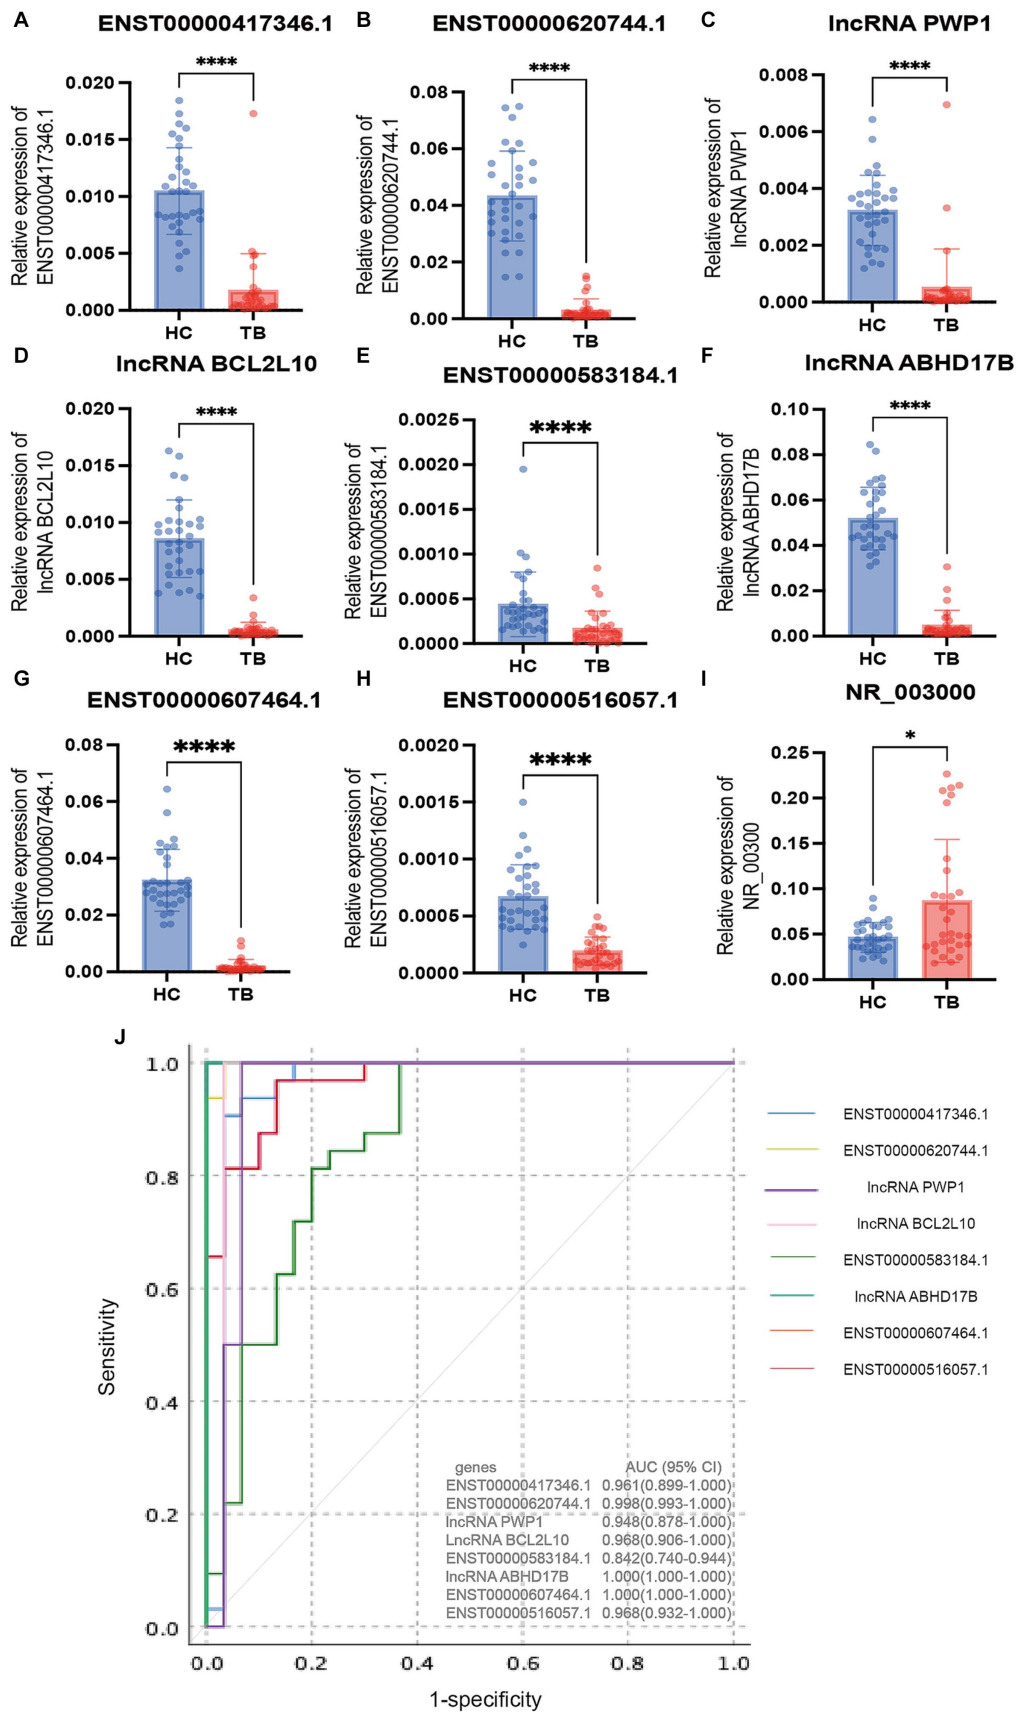 A
ENST00000417346.1
Relative expression of
ENST00000417346.1
0.020
0.015
0.010
0.005
0.000
****
HC
TB
B
ENST00000620744.1
Relative expression of
ENST00000620744.1
0.08
0.06
0.04
0.02
0.00
****
HC
TB
C
lncRNA PWP1
Relative expression of
lncRNA PWP1
0.008
0.006
0.004
0.002
0.000
****
HC
TB
D
lncRNA BCL2L10
Relative expression of
lncRNA BCL2L10
0.020
0.015
0.010
0.005
0.000
****
HC
TB
E
ENST00000583184.1
Relative expression of
ENST00000583184.1
0.0025
0.0020
0.0015
0.0010
0.0005
0.0000
****
HC
TB
F
lncRNA ABHD17B
Relative expression of
lncRNA ABHD17B
0.10
0.08
0.06
0.04
0.02
0.00
****
HC
TB
G
ENST00000607464.1
Relative expression of
ENST00000607464.1
0.08
0.06
0.04
0.02
0.00
****
HC
TB
H
ENST00000516057.1
Relative expression of
ENST00000516057.1
0.0020
0.0015
0.0010
0.0005
0.0000
****
HC
TB
I
NR_003000
Relative expression of
NR_00300
0.25
0.20
0.15
0.10
0.05
0.00
*
HC
TB
J
Sensitivity
1.0
0.8
0.6
0.4
0.2
0.0
0.0 0.2 0.4 0.6 0.8 1.0
1-specificity
genes AUC (95% CI)
ENST00000417346.1 0.961(0.899-1.000)
ENST00000620744.1 0.998(0.993-1.000)
lncRNA PWP1 0.948(0.878-1.000)
LncRNA BCL2L10 0.968(0.906-1.000)
ENST00000583184.1 0.842(0.740-0.944)
lncRNA ABHD17B 1.000(1.000-1.000)
ENST00000607464.1 1.000(1.000-1.000)
ENST00000516057.1 0.968(0.932-1.000)
ENST00000417346.1
ENST00000620744.1
lncRNA PWP1
lncRNA BCL2L10
ENST00000583184.1
lncRNA ABHD17B
ENST00000607464.1
ENST00000516057.1